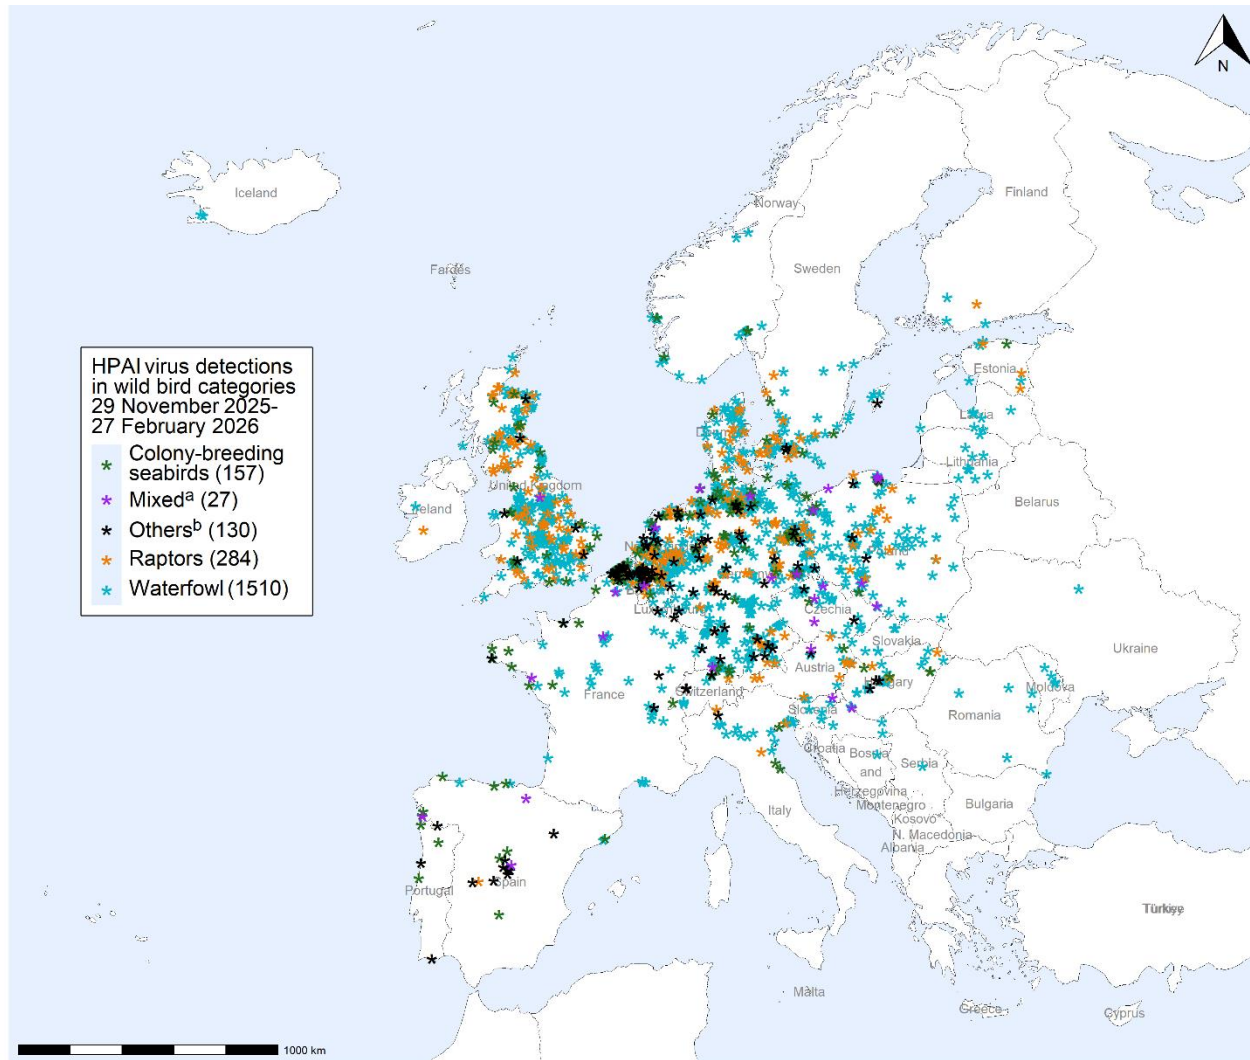 N
Iceland
Finland
Norway
Faroes
Sweden
HPAI virus detections
in wild bird categories
29 November 2025-
27 February 2026
Colony-breeding
seabirds (157)
Mixedᵃ (27)
Othersᵇ (130)
Raptors (284)
Waterfowl (1510)
Estonia
Latvia
Lithuania
United Kingdom
Ireland
Belarus
Luxembourg
Czechia
Slovakia
Ukraine
Austria
France
Switzerland
Hungary
Moldova
Slovenia
Romania
Croatia
Bosnia
and
Herzegovina
Serbia
Montenegro
Kosovo
Bulgaria
Italy
N. Macedonia
Albania
Portugal
Spain
Malta
Greece
Cyprus
1000 km